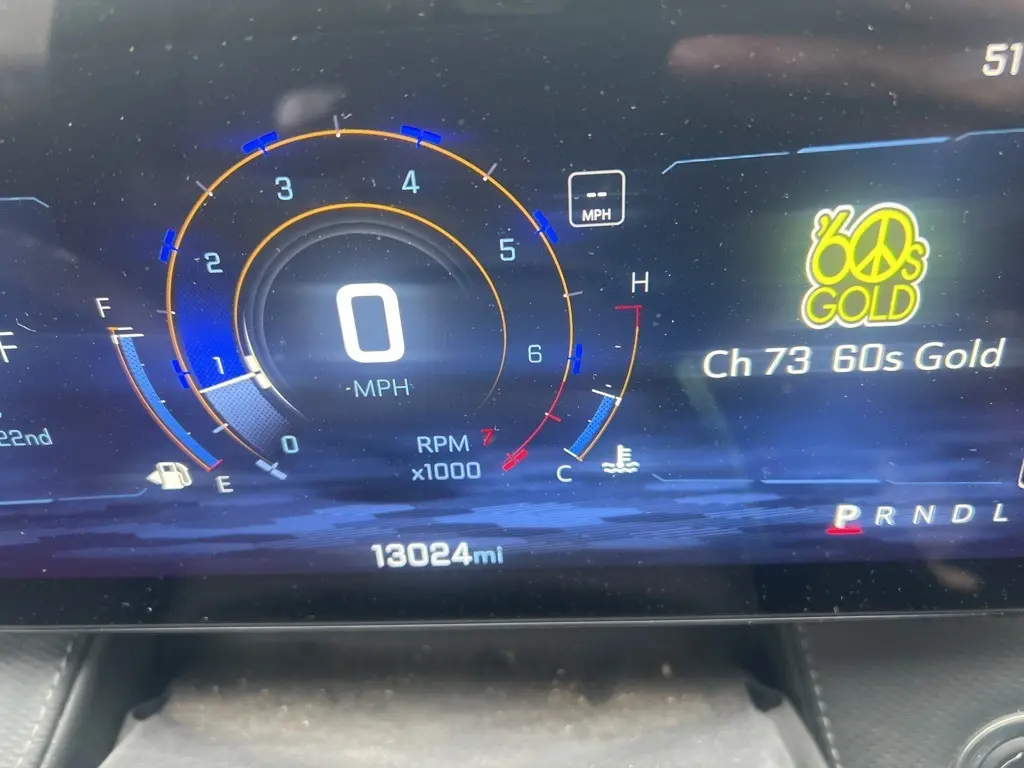 51
3
4
--
MPH
2
5
'60s
GOLD
F
H
0
F
1
6
Ch 73 60s Gold
MPH
22nd
0
RPM
7
x1000
E
C
P R N D L
13024mi